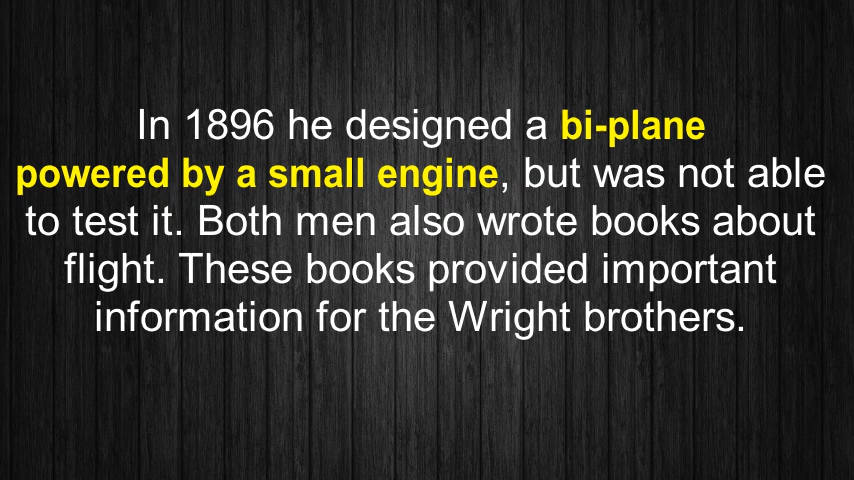 In 1896 he designed a bi-plane
powered by a small engine, but was not able
to test it. Both men also wrote books about
flight. These books provided important
information for the Wright brothers.